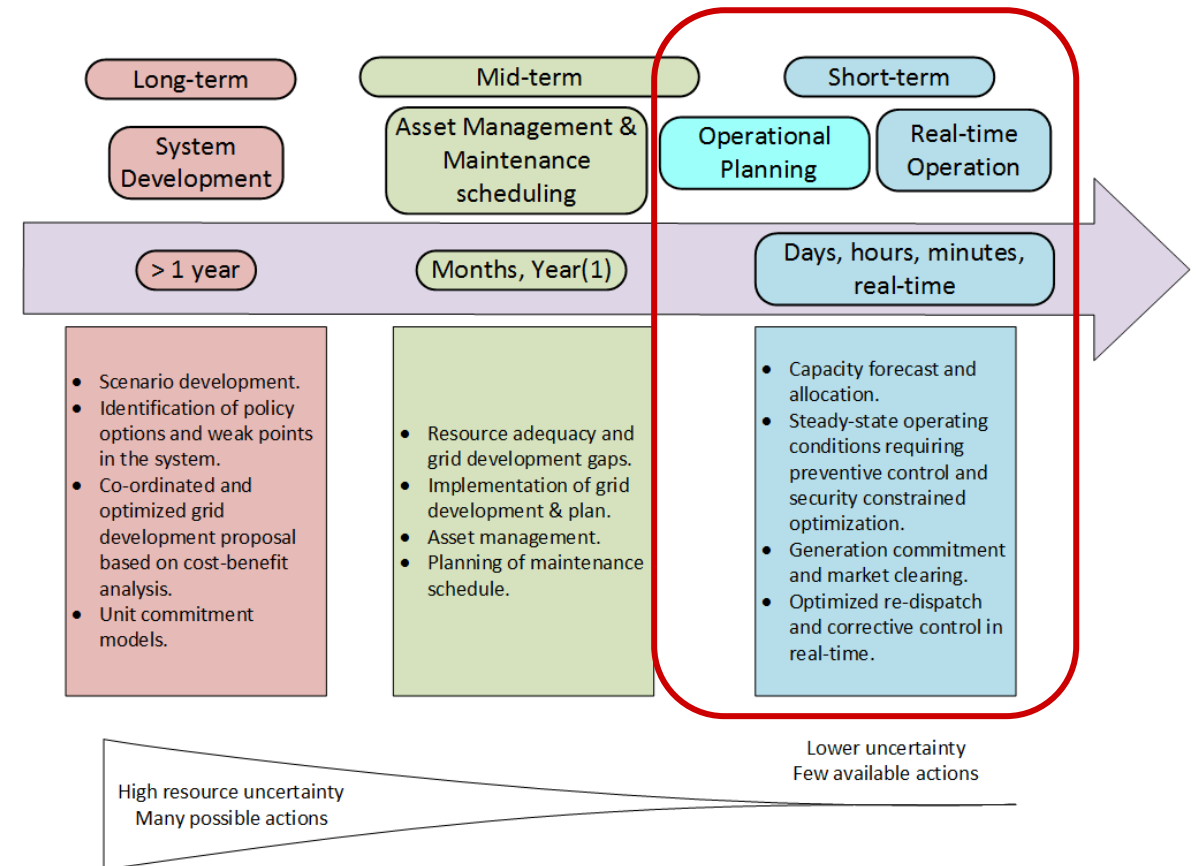 Long-term
Mid-term
Short-term
System
Development
Asset Management &
Maintenance
scheduling
Operational
Planning
Real-time
Operation
> 1 year
Months, Year(1)
Days, hours, minutes,
real-time
• Scenario development.
• Identification of policy
options and weak points
in the system.
• Co-ordinated and
optimized grid
development proposal
based on cost-benefit
analysis.
• Unit commitment
models.
• Resource adequacy and
grid development gaps.
• Implementation of grid
development & plan.
• Asset management.
• Planning of maintenance
schedule.
• Capacity forecast and
allocation.
• Steady-state operating
conditions requiring
preventive control and
security constrained
optimization.
• Generation commitment
and market clearing.
• Optimized re-dispatch
and corrective control in
real-time.
High resource uncertainty
Many possible actions
Lower uncertainty
Few available actions